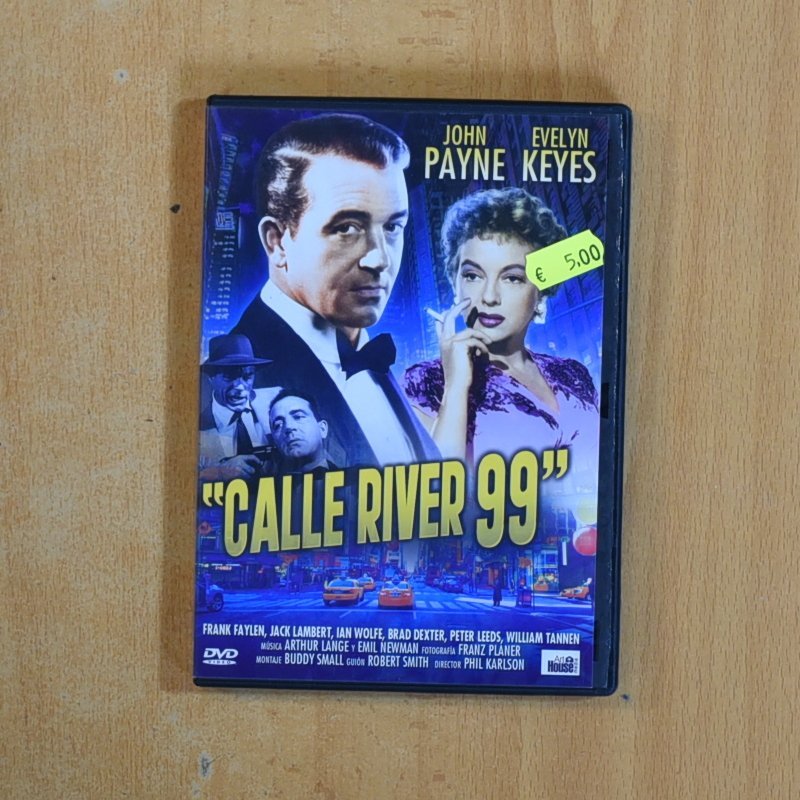 JOHN EVELYN
PAYNE KEYES
€ 5,00
"CALLE RIVER 99"
FRANK FAYLEN, JACK LAMBERT, IAN WOLFE, BRAD DEXTER, PETER LEEDS, WILLIAM TANNEN
MÚSICA ARTHUR LANGE Y EMIL NEWMAN FOTOGRAFÍA FRANZ PLANER
MONTAJE BUDDY SMALL GUIÓN ROBERT SMITH DIRECTOR PHIL KARLSON
DVD
VIDEO
Art
House